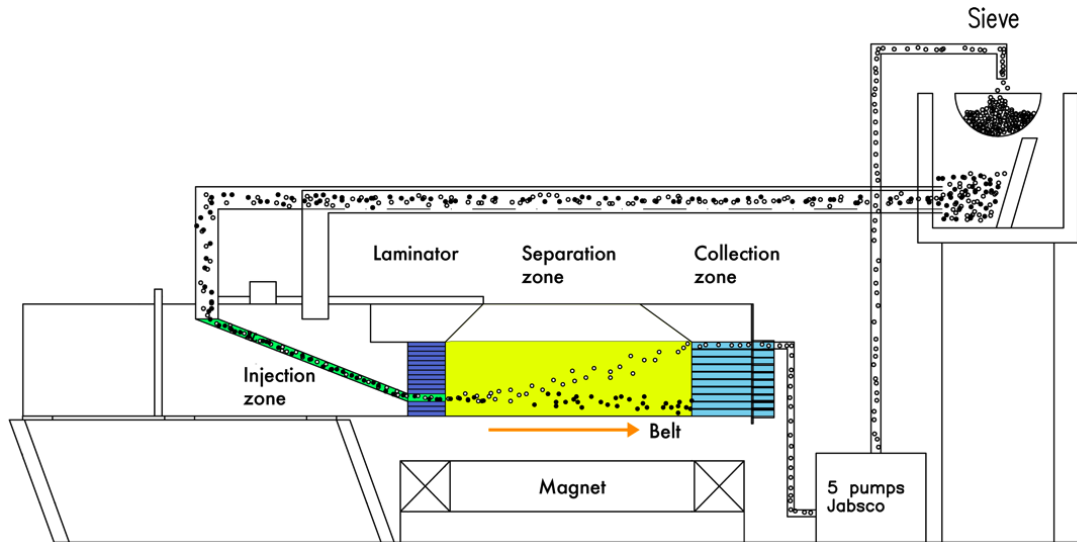 Sieve
Laminator
Separation
zone
Collection
zone
Injection
zone
Belt
Magnet
5 pumps
Jabsco